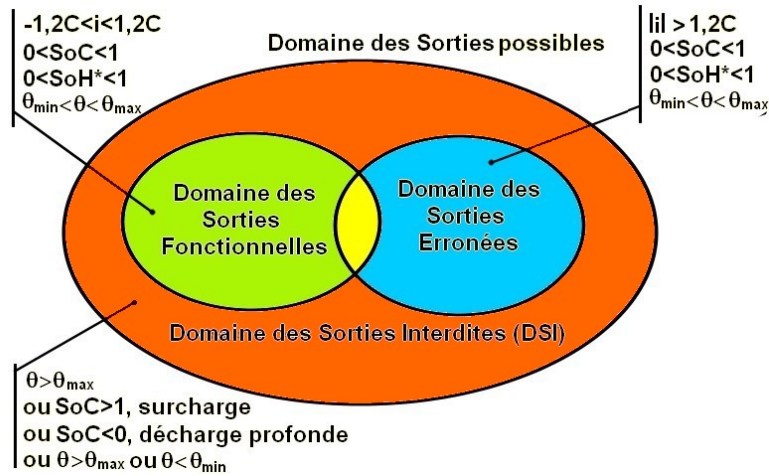 -1,2C<i<1,2C
0<SoC<1
0<SoH*<1
θmin<θ<θmax
Domaine des Sorties possibles
lil >1,2C
0<SoC<1
0<SoH*<1
θmin<θ<θmax
Domaine des
Sorties
Fonctionnelles
Domaine des
Sorties
Erronées
Domaine des Sorties Interdites (DSI)
θ>θmax
ou SoC>1, surcharge
ou SoC<0, décharge profonde
ou θ>θmax ou θ<θmin